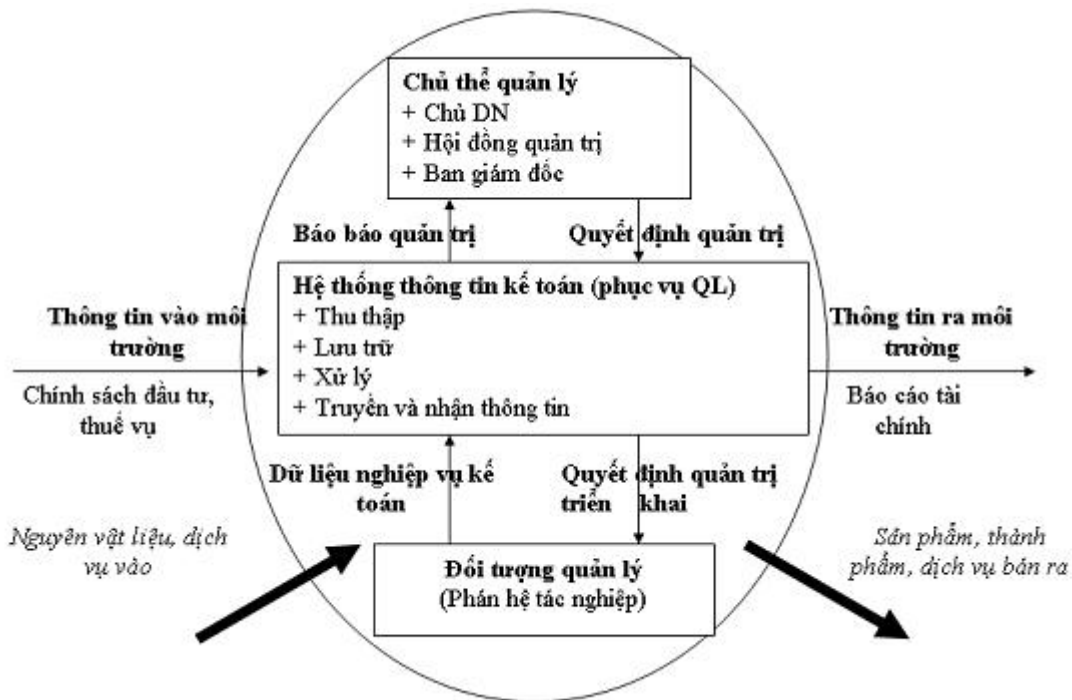 Chủ thể quản lý
+ Chủ DN
+ Hội đồng quản trị
+ Ban giám đốc
Báo báo quản trị
Quyết định quản trị
Hệ thống thông tin kế toán (phục vụ QL)
+ Thu thập
+ Lưu trữ
+ Xử lý
+ Truyền và nhận thông tin
Thông tin vào môi
trường
Chính sách đầu tư,
thuế vụ
Thông tin ra môi
trường
Báo cáo tài
chính
Dữ liệu nghiệp vụ kế
toán
Quyết định quản trị
triển khai
Nguyên vật liệu, dịch
vụ vào
Sản phẩm, thành
phẩm, dịch vụ bán ra
Đối tượng quản lý
(Phân hệ tác nghiệp)